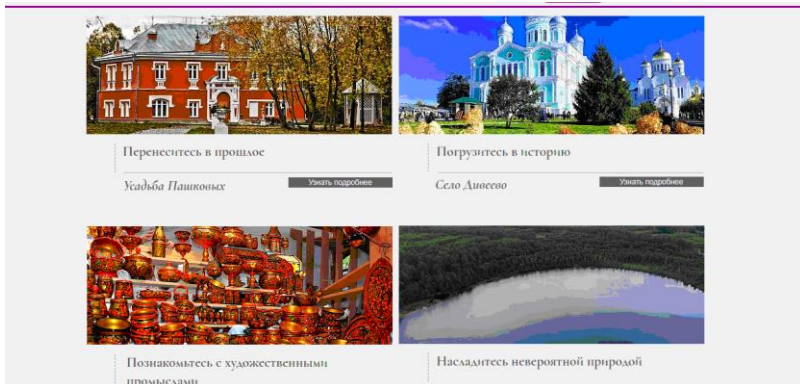 Перенеситесь в прошлое
Усадьба Пашковых
Узнать подробнее
Погрузитесь в историю
Село Дивеево
Узнать подробнее
Познакомьтесь с художественными
промыслами
Насладитесь невероятной природой